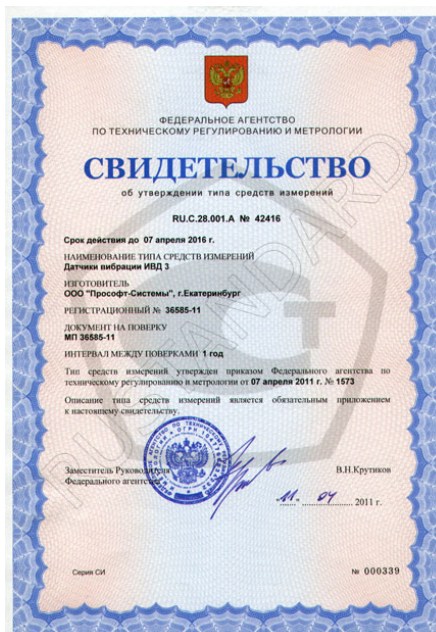 ФЕДЕРАЛЬНОЕ АГЕНТСТВО
ПО ТЕХНИЧЕСКОМУ РЕГУЛИРОВАНИЮ И МЕТРОЛОГИИ
СВИДЕТЕЛЬСТВО
об утверждении типа средств измерений
RU.C.28.001.A № 42416
Срок действия до 07 апреля 2016 г.
НАИМЕНОВАНИЕ ТИПА СРЕДСТВ ИЗМЕРЕНИЙ
Датчики вибрации ИВД 3
ИЗГОТОВИТЕЛЬ
ООО "Прософт-Системы", г.Екатеринбург
РЕГИСТРАЦИОННЫЙ № 36585-11
ДОКУМЕНТ НА ПОВЕРКУ
МП 36585-11
ИНТЕРВАЛ МЕЖДУ ПОВЕРКАМИ 1 год
Тип средств измерений утвержден приказом Федерального агентства по
техническому регулированию и метрологии от 07 апреля 2011 г. № 1573
Описание типа средств измерений является обязательным приложением
к настоящему свидетельству.
Заместитель Руководителя В.Н.Крутиков
Федерального агентства
11. 04 2011 г.
Серия СИ № 000339